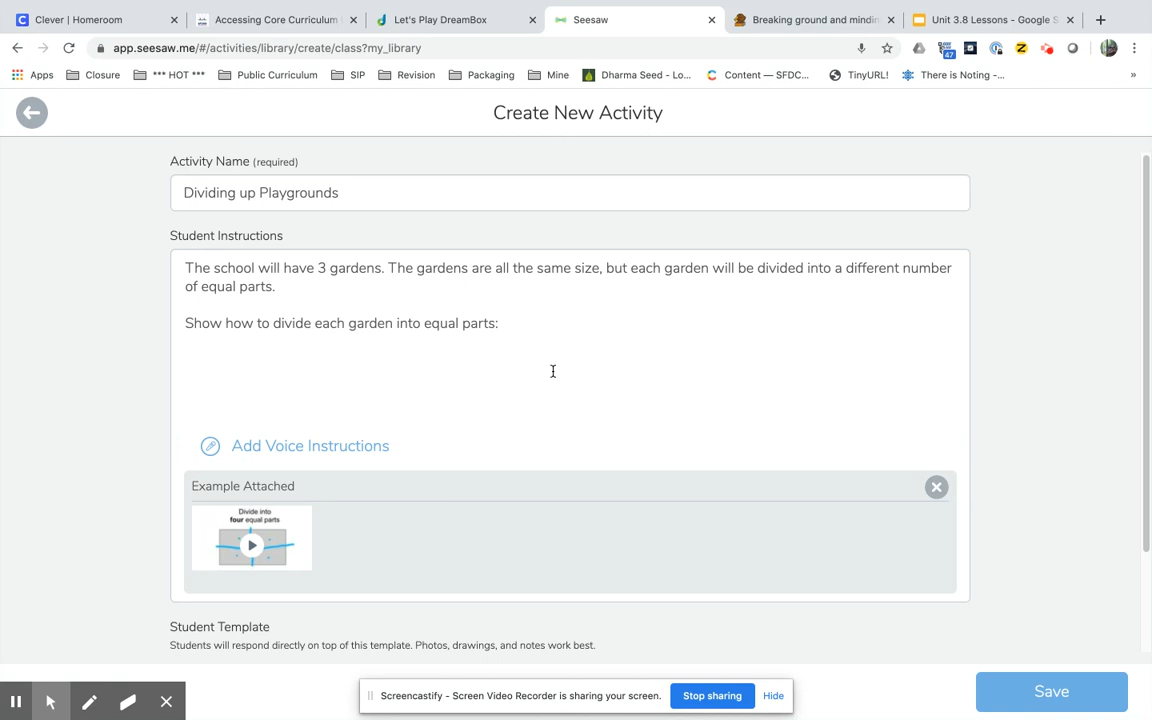 Clever | Homeroom
Accessing Core Curriculum
Let's Play DreamBox
Seesaw
Breaking ground and mindin
Unit 3.8 Lessons - Google S
app.seesaw.me/#/activities/library/create/class?my_library
47
Apps
Closure
*** HOT ***
Public Curriculum
SIP
Revision
Packaging
Mine
Dharma Seed - Lo...
Content — SFDC...
TinyURL!
There is Noting -...
»
Create New Activity
Activity Name (required)
Dividing up Playgrounds
Student Instructions
The school will have 3 gardens. The gardens are all the same size, but each garden will be divided into a different number
of equal parts.
Show how to divide each garden into equal parts:
Add Voice Instructions
Example Attached
Divide into
four equal parts
Student Template
Students will respond directly on top of this template. Photos, drawings, and notes work best.
Screencastify - Screen Video Recorder is sharing your screen.
Stop sharing
Hide
Save